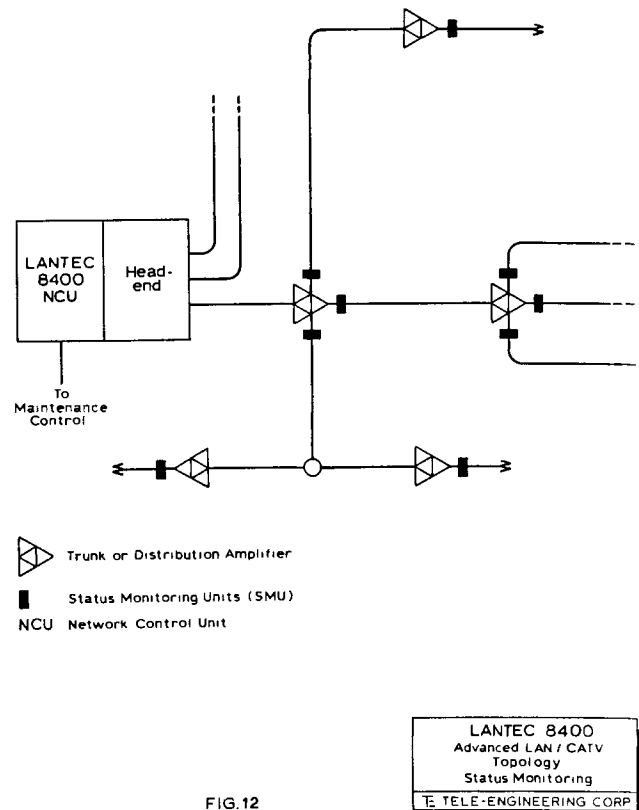 LANTEC
8400
NCU
Head-
end
To
Maintenance
Control
Trunk or Distribution Amplifier
Status Monitoring Units (SMU)
NCU Network Control Unit
LANTEC 8400
Advanced LAN / CATV
Topology
Status Monitoring
TE TELE-ENGINEERING CORP
FIG.12